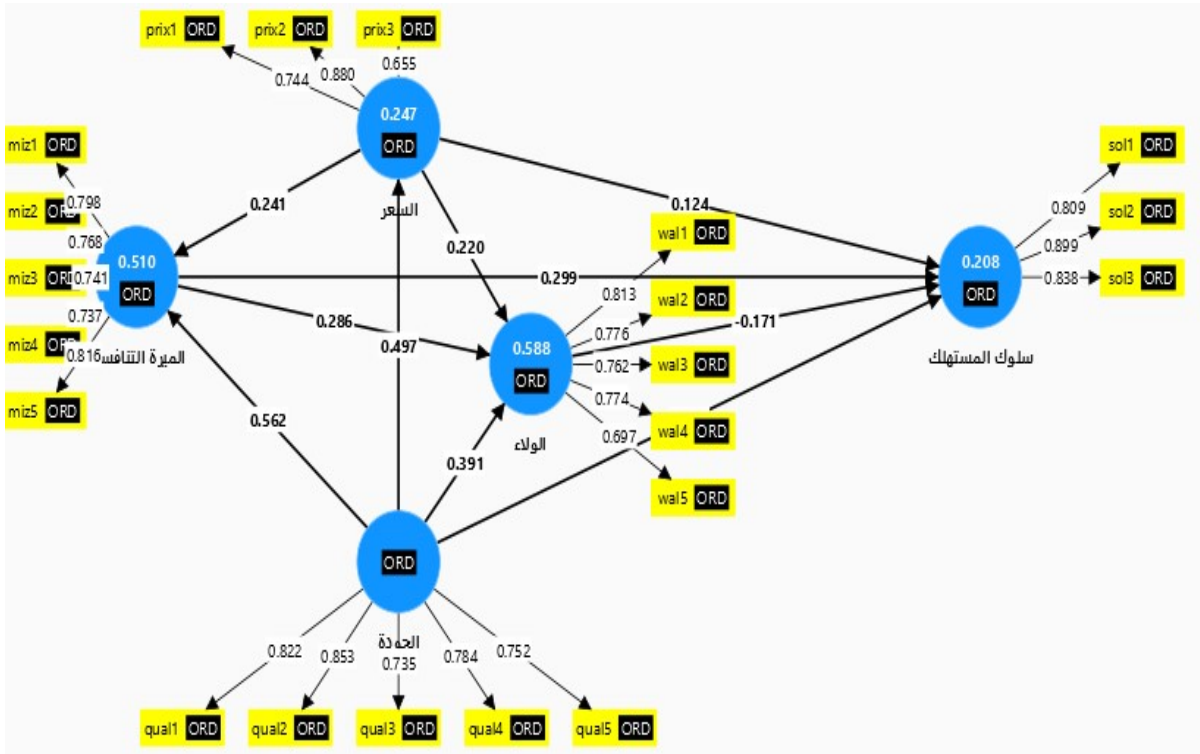 prix1 ORD prix2 ORD prix3 ORD
0.744 0.880 0.655
0.247
ORD
السعر
miz1 ORD
miz2 ORD
miz3 ORD
miz4 ORD
miz5 ORD
0.798
0.768
0.741
0.737
0.816
0.510
ORD
0.241
0.220
0.124
0.299
0.286
0.497
-0.171
0.562
0.391
wal1 ORD
wal2 ORD
wal3 ORD
wal4 ORD
wal5 ORD
0.813
0.776
0.762
0.774
0.697
0.588
ORD
الولاء
sol1 ORD
sol2 ORD
sol3 ORD
0.809
0.899
0.838
0.208
ORD
سلوك المستهلك
ORD
الجودة
0.822 0.853 0.735 0.784 0.752
qual1 ORD qual2 ORD qual3 ORD qual4 ORD qual5 ORD